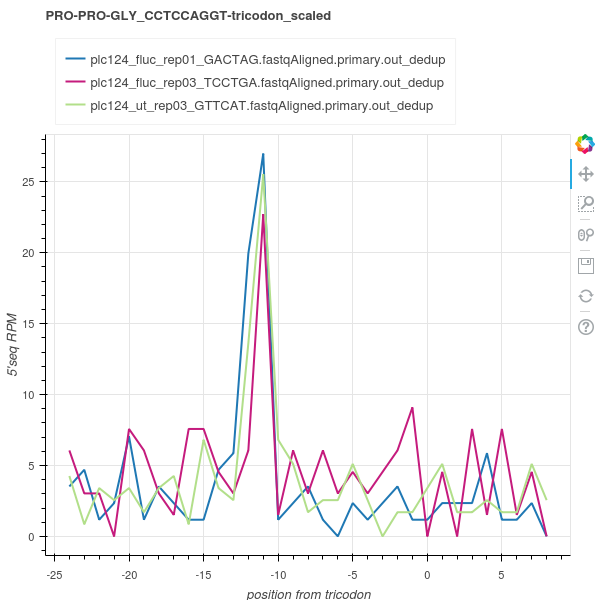 PRO-PRO-GLY_CCTCCAGGT-tricodon_scaled
plc124_fluc_rep01_GACTAG.fastqAligned.primary.out_dedup
plc124_fluc_rep03_TCCTGA.fastqAligned.primary.out_dedup
plc124_ut_rep03_GTTCAT.fastqAligned.primary.out_dedup
25
20
15
10
5
0
5'seq RPM
-25 -20 -15 -10 -5 0 5
position from tricodon